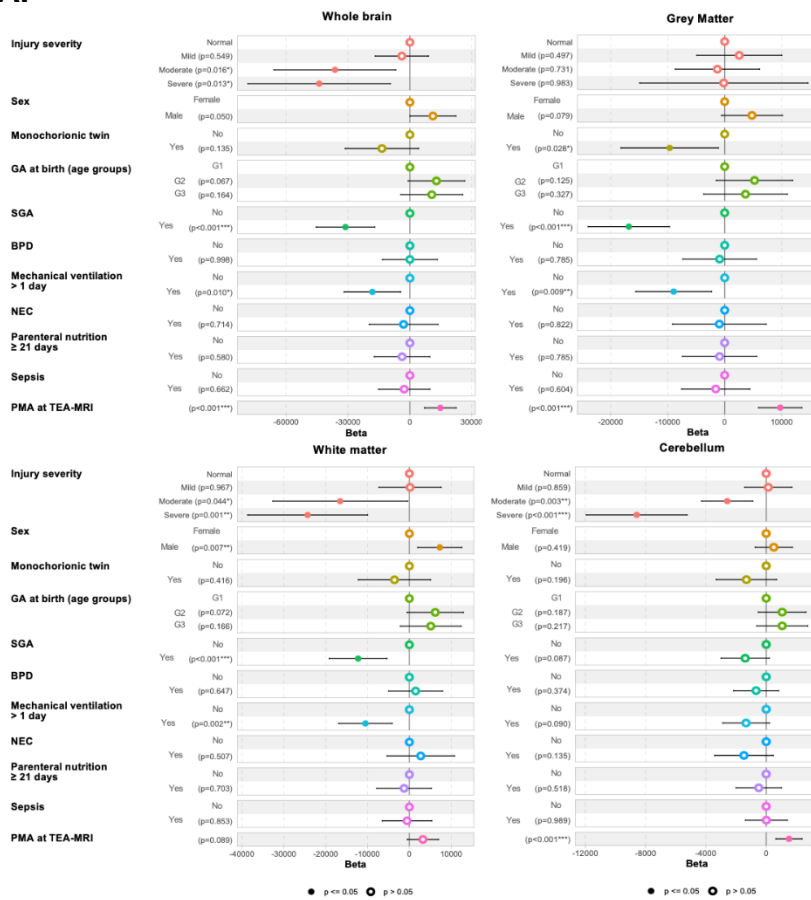 Whole brain
Injury severity
Normal
Mild (p=0.549)
Moderate (p=0.016*)
Severe (p=0.013*)
Sex
Female
Male (p=0.050)
Monochorionic twin
No
Yes (p=0.135)
GA at birth (age groups)
G1
G2 (p=0.067)
G3 (p=0.164)
SGA
No
Yes (p<0.001***)
BPD
No
Yes (p=0.998)
Mechanical ventilation
> 1 day
No
Yes (p=0.010*)
NEC
No
Yes (p=0.714)
Parenteral nutrition
≥ 21 days
No
Yes (p=0.580)
Sepsis
No
Yes (p=0.662)
PMA at TEA-MRI
(p<0.001***)
-60000 -30000 0 30000
Beta
Grey Matter
Normal
Mild (p=0.497)
Moderate (p=0.731)
Severe (p=0.983)
Female
Male (p=0.079)
No
Yes (p=0.028*)
G1
G2 (p=0.125)
G3 (p=0.327)
No
Yes (p<0.001***)
No
Yes (p=0.785)
No
Yes (p=0.009**)
No
Yes (p=0.822)
No
Yes (p=0.785)
No
Yes (p=0.604)
(p<0.001***)
-20000 -10000 0 10000
Beta
White matter
Injury severity
Normal
Mild (p=0.967)
Moderate (p=0.044*)
Severe (p=0.001**)
Sex
Female
Male (p=0.007**)
Monochorionic twin
No
Yes (p=0.416)
GA at birth (age groups)
G1
G2 (p=0.072)
G3 (p=0.166)
SGA
No
Yes (p<0.001***)
BPD
No
Yes (p=0.647)
Mechanical ventilation
> 1 day
No
Yes (p=0.002**)
NEC
No
Yes (p=0.507)
Parenteral nutrition
≥ 21 days
No
Yes (p=0.703)
Sepsis
No
Yes (p=0.853)
PMA at TEA-MRI
(p=0.089)
-40000 -30000 -20000 -10000 0 10000
Beta
p <= 0.05 p > 0.05
Cerebellum
Normal
Mild (p=0.859)
Moderate (p=0.003**)
Severe (p<0.001***)
Female
Male (p=0.419)
No
Yes (p=0.196)
G1
G2 (p=0.187)
G3 (p=0.217)
No
Yes (p=0.087)
No
Yes (p=0.374)
No
Yes (p=0.090)
No
Yes (p=0.135)
No
Yes (p=0.518)
No
Yes (p=0.989)
(p<0.001***)
-12000 -8000 -4000 0
Beta
p <= 0.05 p > 0.05